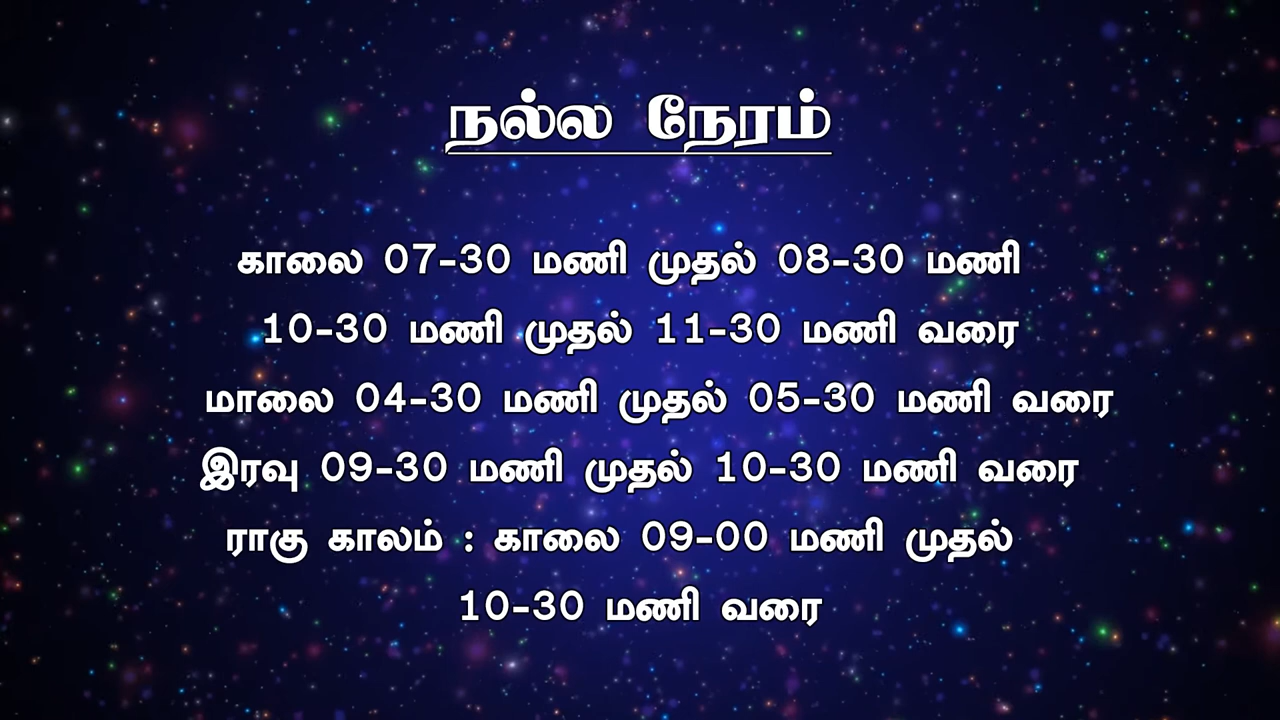 நல்ல நேரம்
காலை 07-30 மணி முதல் 08-30 மணி
10-30 மணி முதல் 11-30 மணி வரை
மாலை 04-30 மணி முதல் 05-30 மணி வரை
இரவு 09-30 மணி முதல் 10-30 மணி வரை
ராகு காலம் : காலை 09-00 மணி முதல்
10-30 மணி வரை